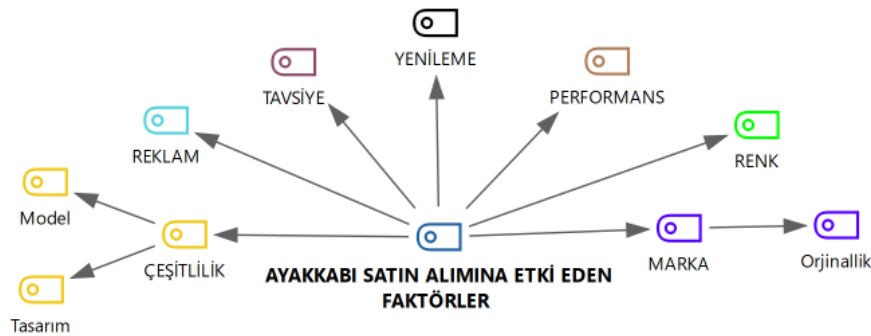 YENİLEME
TAVSİYE
PERFORMANS
REKLAM
RENK
Model
ÇEŞİTLİLİK
MARKA
Orjinallik
AYAKKABI SATIN ALIMINA ETKİ EDEN
FAKTÖRLER
Tasarım